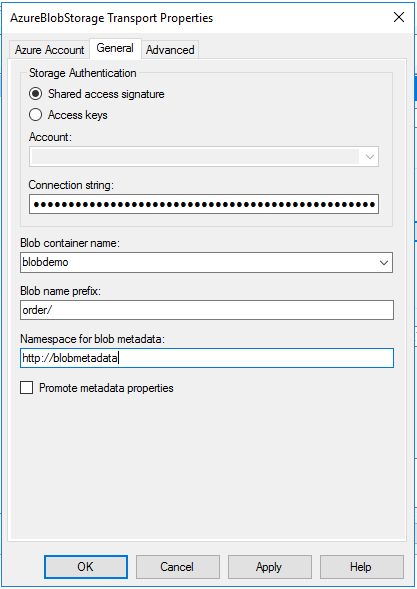 AzureBlobStorage Transport Properties
Azure Account General Advanced
Storage Authentication
Shared access signature
Access keys
Account:
Connection string:
●●●●●●●●●●●●●●●●●●●●●●●●●●●●●●●●●●●●●●●●●●●●●●●●●
Blob container name:
blobdemo
Blob name prefix:
order/
Namespace for blob metadata:
http://blobmetadata
Promote metadata properties
OK Cancel Apply Help